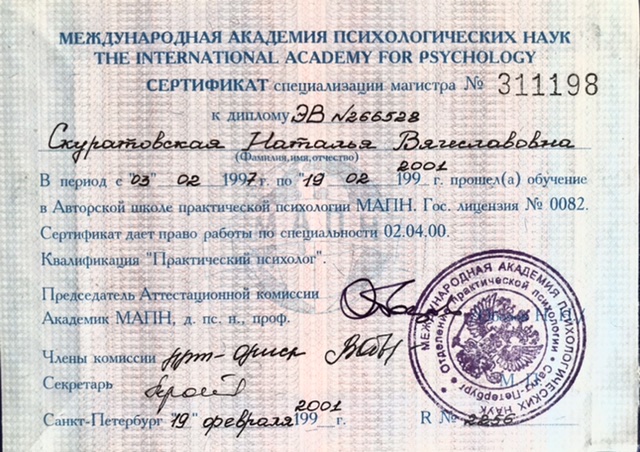 МЕЖДУНАРОДНАЯ АКАДЕМИЯ ПСИХОЛОГИЧЕСКИХ НАУК
THE INTERNATIONAL ACADEMY FOR PSYCHOLOGY
СЕРТИФИКАТ специализации магистра № 311198
к диплому ЭВ №266528
Скуратовская Наталья Вячеславовна
(Фамилия, имя, отчество)
2001
В период с "03" 02 1997 г. по "19" 02 199 г. прошел(а) обучение
в Авторской школе практической психологии МАПН. Гос. лицензия № 0082.
Сертификат дает право работы по специальности 02.04.00.
Квалификация "Практический психолог".
Председатель Аттестационной комиссии
Академик МАПН, д. пс. н., проф.
Члены комиссии
Секретарь
2001
Санкт-Петербург "19" февраля 199 г. R № 2856
МЕЖДУНАРОДНАЯ АКАДЕМИЯ ПСИХОЛОГИЧЕСКИХ НАУК
Отделение практической психологии • Санкт-Петербург